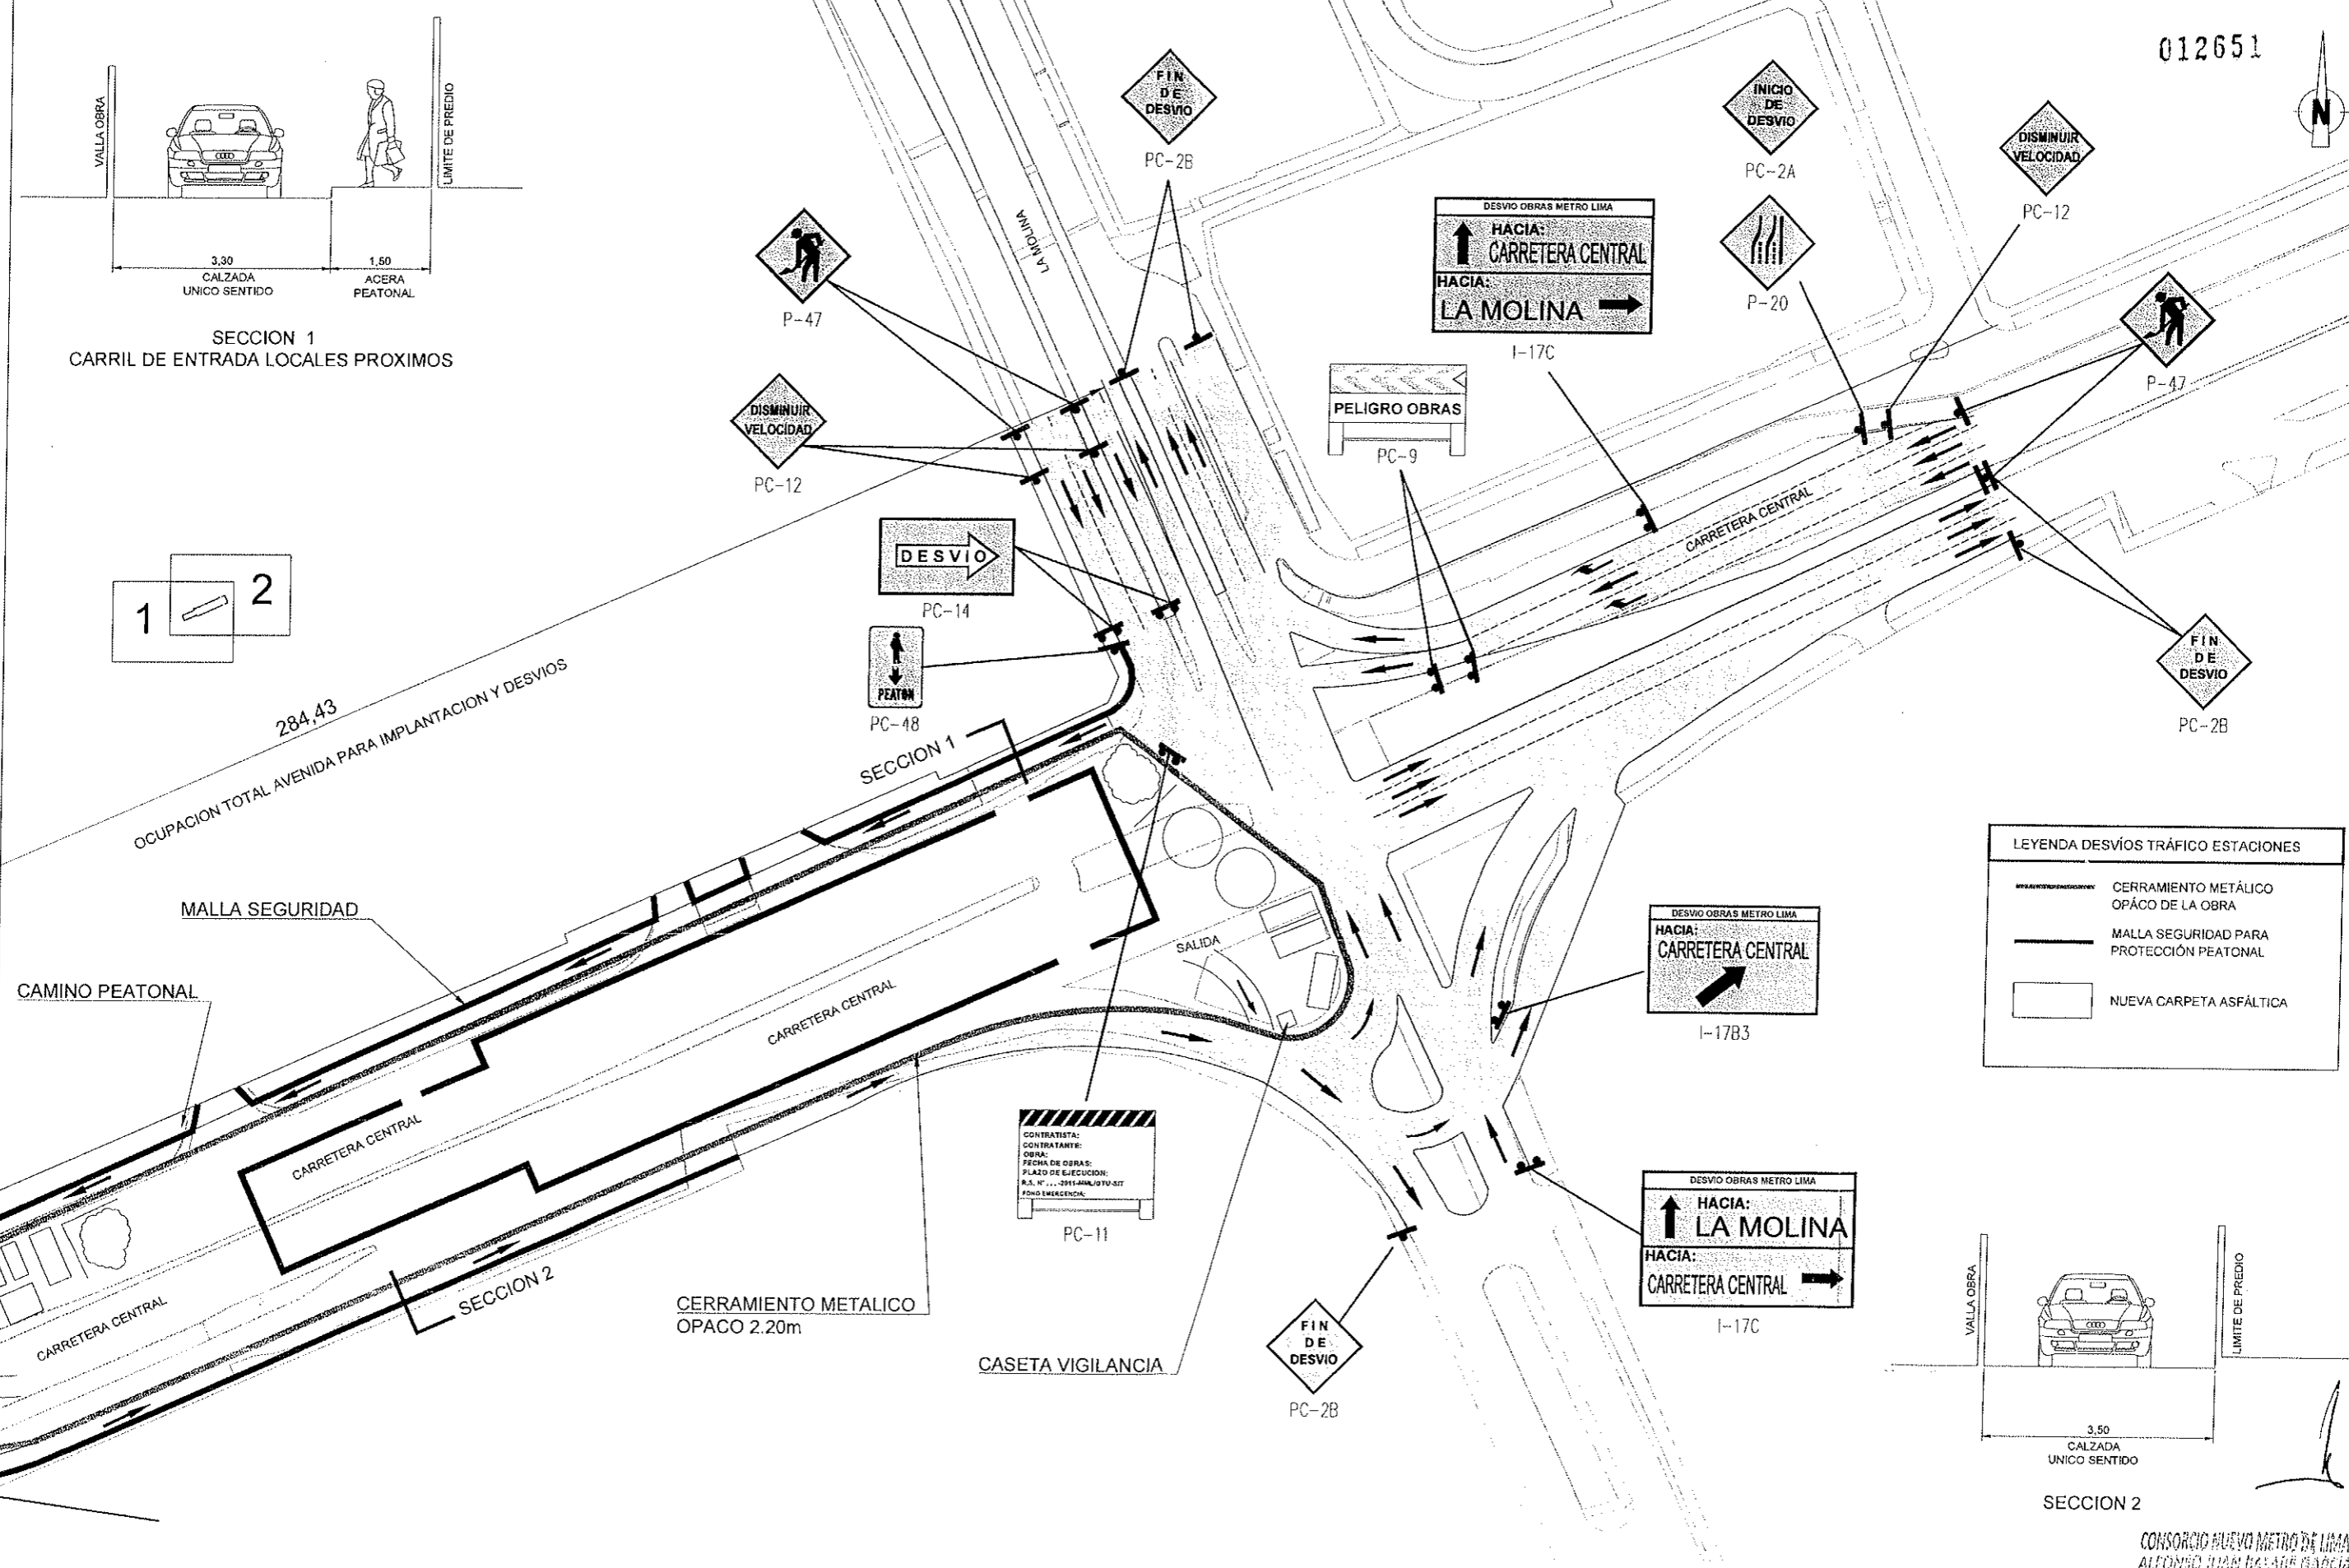 012651
N
VALLA OBRA
LIMITE DE PREDIO
3,30
CALZADA
UNICO SENTIDO
1,50
ACERA
PEATONAL
SECCION 1
CARRIL DE ENTRADA LOCALES PROXIMOS
FIN
DE
DESVIO
PC-2B
INICIO
DE
DESVIO
PC-2A
DISMINUIR
VELOCIDAD
PC-12
P-20
P-47
LA MOLINA
P-47
DESVIO OBRAS METRO LIMA
HACIA:
CARRETERA CENTRAL
HACIA:
LA MOLINA
I-17C
PELIGRO OBRAS
PC-9
DISMINUIR
VELOCIDAD
PC-12
CARRETERA CENTRAL
DESVIO
PC-14
PEATON
PC-48
1
2
284,43
OCUPACION TOTAL AVENIDA PARA IMPLANTACION Y DESVIOS
FIN
DE
DESVIO
PC-2B
SECCION 1
MALLA SEGURIDAD
CAMINO PEATONAL
SALIDA
CARRETERA CENTRAL
CARRETERA CENTRAL
CARRETERA CENTRAL
SECCION 2
CERRAMIENTO METALICO
OPACO 2.20m
CASETA VIGILANCIA
CONTRATISTA:
CONTRATANTE:
OBRA:
FECHA DE OBRAS:
PLAZO DE EJECUCION:
R.S. N° ... -2011-MML/GTU-SIT
FONO EMERGENCIA:
PC-11
LEYENDA DESVÍOS TRÁFICO ESTACIONES
CERRAMIENTO METÁLICO
OPÁCO DE LA OBRA
MALLA SEGURIDAD PARA
PROTECCIÓN PEATONAL
NUEVA CARPETA ASFÁLTICA
DESVIO OBRAS METRO LIMA
HACIA:
CARRETERA CENTRAL
I-17B3
DESVIO OBRAS METRO LIMA
HACIA:
LA MOLINA
HACIA:
CARRETERA CENTRAL
I-17C
FIN
DE
DESVIO
PC-2B
VALLA OBRA
LIMITE DE PREDIO
3,50
CALZADA
UNICO SENTIDO
SECCION 2
CONSORCIO NUEVO METRO DE LIMA
ALFONSO JUAN